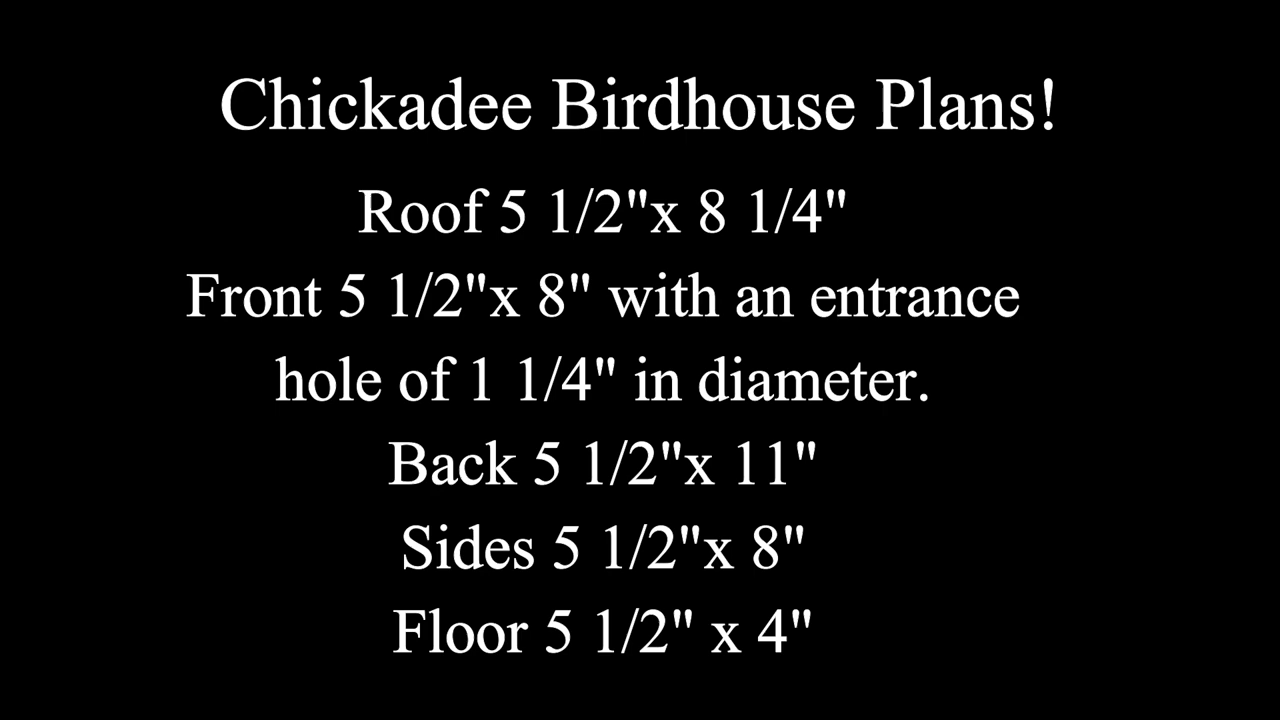 Chickadee Birdhouse Plans!
Roof 5 1/2"x 8 1/4"
Front 5 1/2"x 8" with an entrance
hole of 1 1/4" in diameter.
Back 5 1/2"x 11"
Sides 5 1/2"x 8"
Floor 5 1/2" x 4"